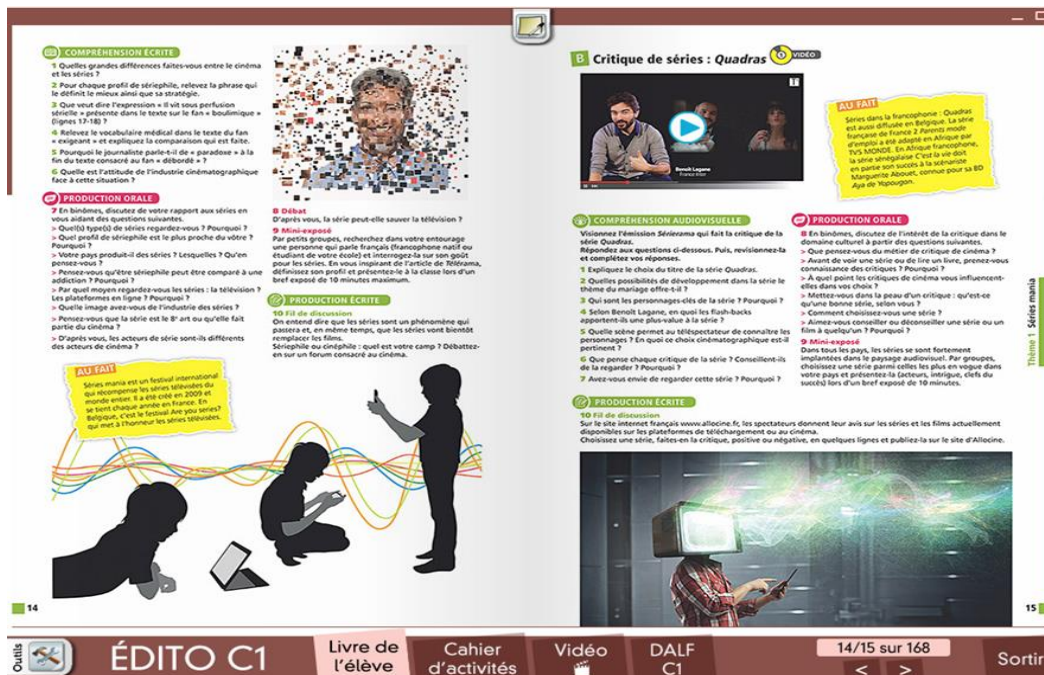 COMPRÉHENSION ÉCRITE
1 Quelles grandes différences faites-vous entre le cinéma
et les séries ?
2 Pour chaque profil de sériephile, relevez la phrase qui
le définit le mieux ainsi que sa stratégie.
3 Que veut dire l'expression « Il vit sous perfusion
sérielle » présente dans le texte sur le fan « boulimique »
(lignes 17-18) ?
4 Relevez le vocabulaire médical dans le texte du fan
« exigeant » et expliquez la comparaison qui est faite.
5 Pourquoi le journaliste parle-t-il de « paradoxe » à la
fin du texte consacré au fan « débordé » ?
6 Quelle est l'attitude de l'industrie cinématographique
face à cette situation ?
PRODUCTION ORALE
7 En binômes, discutez de votre rapport aux séries en
vous aidant des questions suivantes.
> Quel(s) type(s) de séries regardez-vous ? Pourquoi ?
> Quel profil de sériephile est le plus proche du vôtre ?
Pourquoi ?
> Votre pays produit-il des séries ? Lesquelles ? Qu'en
pensez-vous ?
> Pensez-vous qu'être sériephile peut être comparé à une
addiction ? Pourquoi ?
> Par quel moyen regardez-vous les séries : la télévision ?
Les plateformes en ligne ? Pourquoi ?
> Quelle image avez-vous de l'industrie des séries ?
> Pensez-vous que la série est le 8e art ou qu'elle fait
partie du cinéma ?
> D'après vous, les acteurs de série sont-ils différents
des acteurs de cinéma ?
AU FAIT
Séries mania est un festival international
qui récompense les séries télévisées du
monde entier. Il a été créé en 2009 et
se tient chaque année en France. En
Belgique, c'est le festival Are you series?
qui met à l'honneur les séries télévisées.
8 Débat
D'après vous, la série peut-elle sauver la télévision ?
9 Mini-exposé
Par petits groupes, recherchez dans votre entourage
une personne qui parle français (francophone natif ou
étudiant de votre école) et interrogez-la sur son goût
pour les séries. En vous inspirant de l'article de Télérama,
définissez son profil et présentez-le à la classe lors d'un
bref exposé de 10 minutes maximum.
PRODUCTION ÉCRITE
10 Fil de discussion
On entend dire que les séries sont un phénomène qui
passera et, en même temps, que les séries vont bientôt
remplacer les films.
Sériephile ou cinéphile : quel est votre camp ? Débattez-
en sur un forum consacré au cinéma.
14
B Critique de séries : Quadras VIDÉO
T
Benoît Lagane
France Inter
AU FAIT
Séries dans la francophonie : Quadras
est aussi diffusée en Belgique. La série
française de France 2 Parents mode
d'emploi a été adapté en Afrique par
TV5 MONDE. En Afrique francophone,
la série sénégalaise C'est la vie doit
en part son succès à la scénariste
Marguerite Abouet, connue pour sa BD
Aya de Yopougon.
COMPRÉHENSION AUDIOVISUELLE
Visionnez l'émission Sérierama qui fait la critique de la
série Quadras.
Répondez aux questions ci-dessous. Puis, revisionnez-la
et complétez vos réponses.
1 Expliquez le choix du titre de la série Quadras.
2 Quelles possibilités de développement dans la série le
thème du mariage offre-t-il ?
3 Qui sont les personnages-clés de la série ? Pourquoi ?
4 Selon Benoît Lagane, en quoi les flash-backs
apportent-ils une plus-value à la série ?
5 Quelle scène permet au téléspectateur de connaître les
personnages ? En quoi ce choix cinématographique est-il
pertinent ?
6 Que pense chaque critique de la série ? Conseillent-ils
de la regarder ? Pourquoi ?
7 Avez-vous envie de regarder cette série ? Pourquoi ?
PRODUCTION ORALE
8 En binômes, discutez de l'intérêt de la critique dans le
domaine culturel à partir des questions suivantes.
> Que pensez-vous du métier de critique de cinéma ?
> Avant de voir une série ou de lire un livre, prenez-vous
connaissance des critiques ? Pourquoi ?
> À quel point les critiques de cinéma vous influencent-
elles dans vos choix ?
> Mettez-vous dans la peau d'un critique : qu'est-ce
qu'une bonne série, selon vous ?
> Comment choisissez-vous une série ?
> Aimez-vous conseiller ou déconseiller une série ou un
film à quelqu'un ? Pourquoi ?
9 Mini-exposé
Dans tous les pays, les séries se sont fortement
implantées dans le paysage audiovisuel. Par groupes,
choisissez une série parmi celles les plus en vogue dans
votre pays et présentez-la (acteurs, intrigue, clefs du
succès) lors d'un bref exposé de 10 minutes.
PRODUCTION ÉCRITE
10 Fil de discussion
Sur le site internet français www.allocine.fr, les spectateurs donnent leur avis sur les séries et les films actuellement
disponibles sur les plateformes de téléchargement ou au cinéma.
Choisissez une série, faites-en la critique, positive ou négative, en quelques lignes et publiez-la sur le site d'Allocine.
Thème 1 Séries mania
15
Outils
ÉDITO C1
Livre de
l'élève
Cahier
d'activités
Vidéo
DALF
C1
14/15 sur 168
< >
Sortir